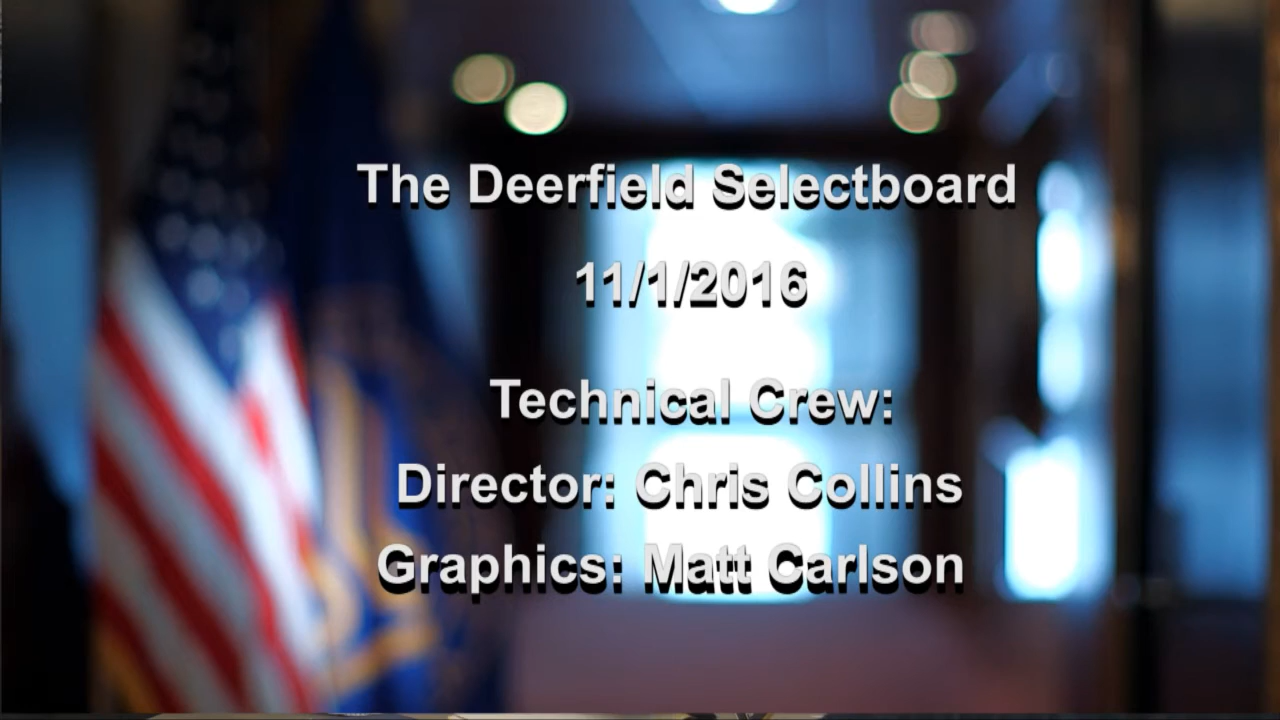 The Deerfield Selectboard
11/1/2016
Technical Crew:
Director: Chris Collins
Graphics: Matt Carlson